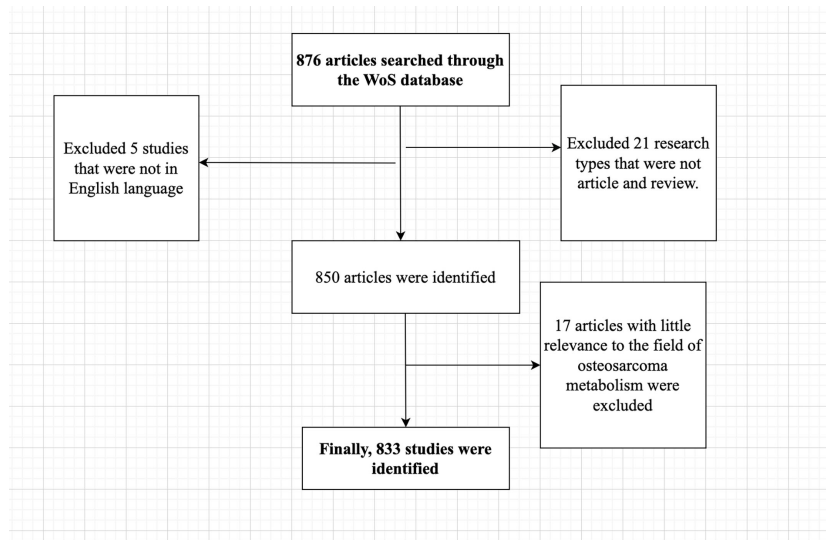 876 articles searched through
the WoS database
Excluded 5 studies
that were not in
English language
Excluded 21 research
types that were not
article and review.
850 articles were identified
17 articles with little
relevance to the field of
osteosarcoma
metabolism were
excluded
Finally, 833 studies were
identified